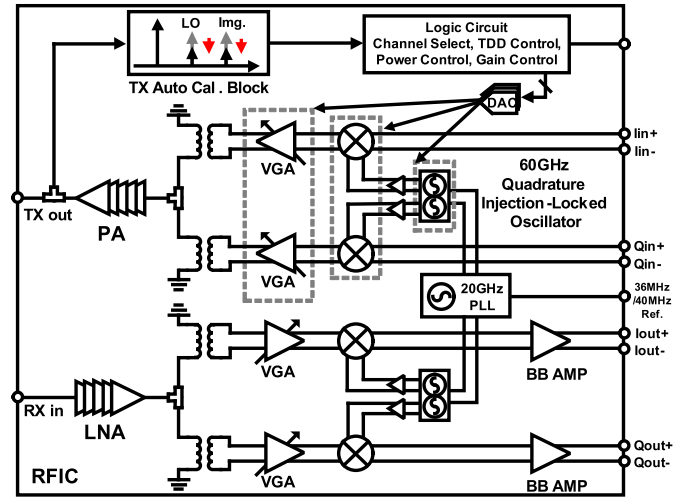 LO Img.
TX Auto Cal . Block
Logic Circuit
Channel Select, TDD Control,
Power Control, Gain Control
DAC
Iin+
Iin-
VGA
60GHz
Quadrature
Injection -Locked
Oscillator
TX out
PA
VGA
Qin+
Qin-
20GHz
PLL
36MHz
/40MHz
Ref.
Iout+
Iout-
VGA
BB AMP
RX in
LNA
Qout+
Qout-
VGA
BB AMP
RFIC